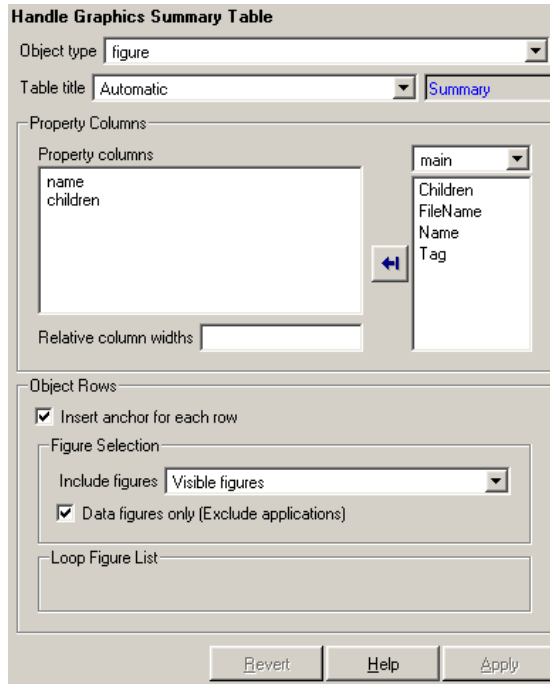 Handle Graphics Summary Table
Object type figure
Table title Automatic Summary
Property Columns
Property columns main
name
children
Children
FileName
Name
Tag
Relative column widths
Object Rows
Insert anchor for each row
Figure Selection
Include figures Visible figures
Data figures only (Exclude applications)
Loop Figure List
Revert Help Apply